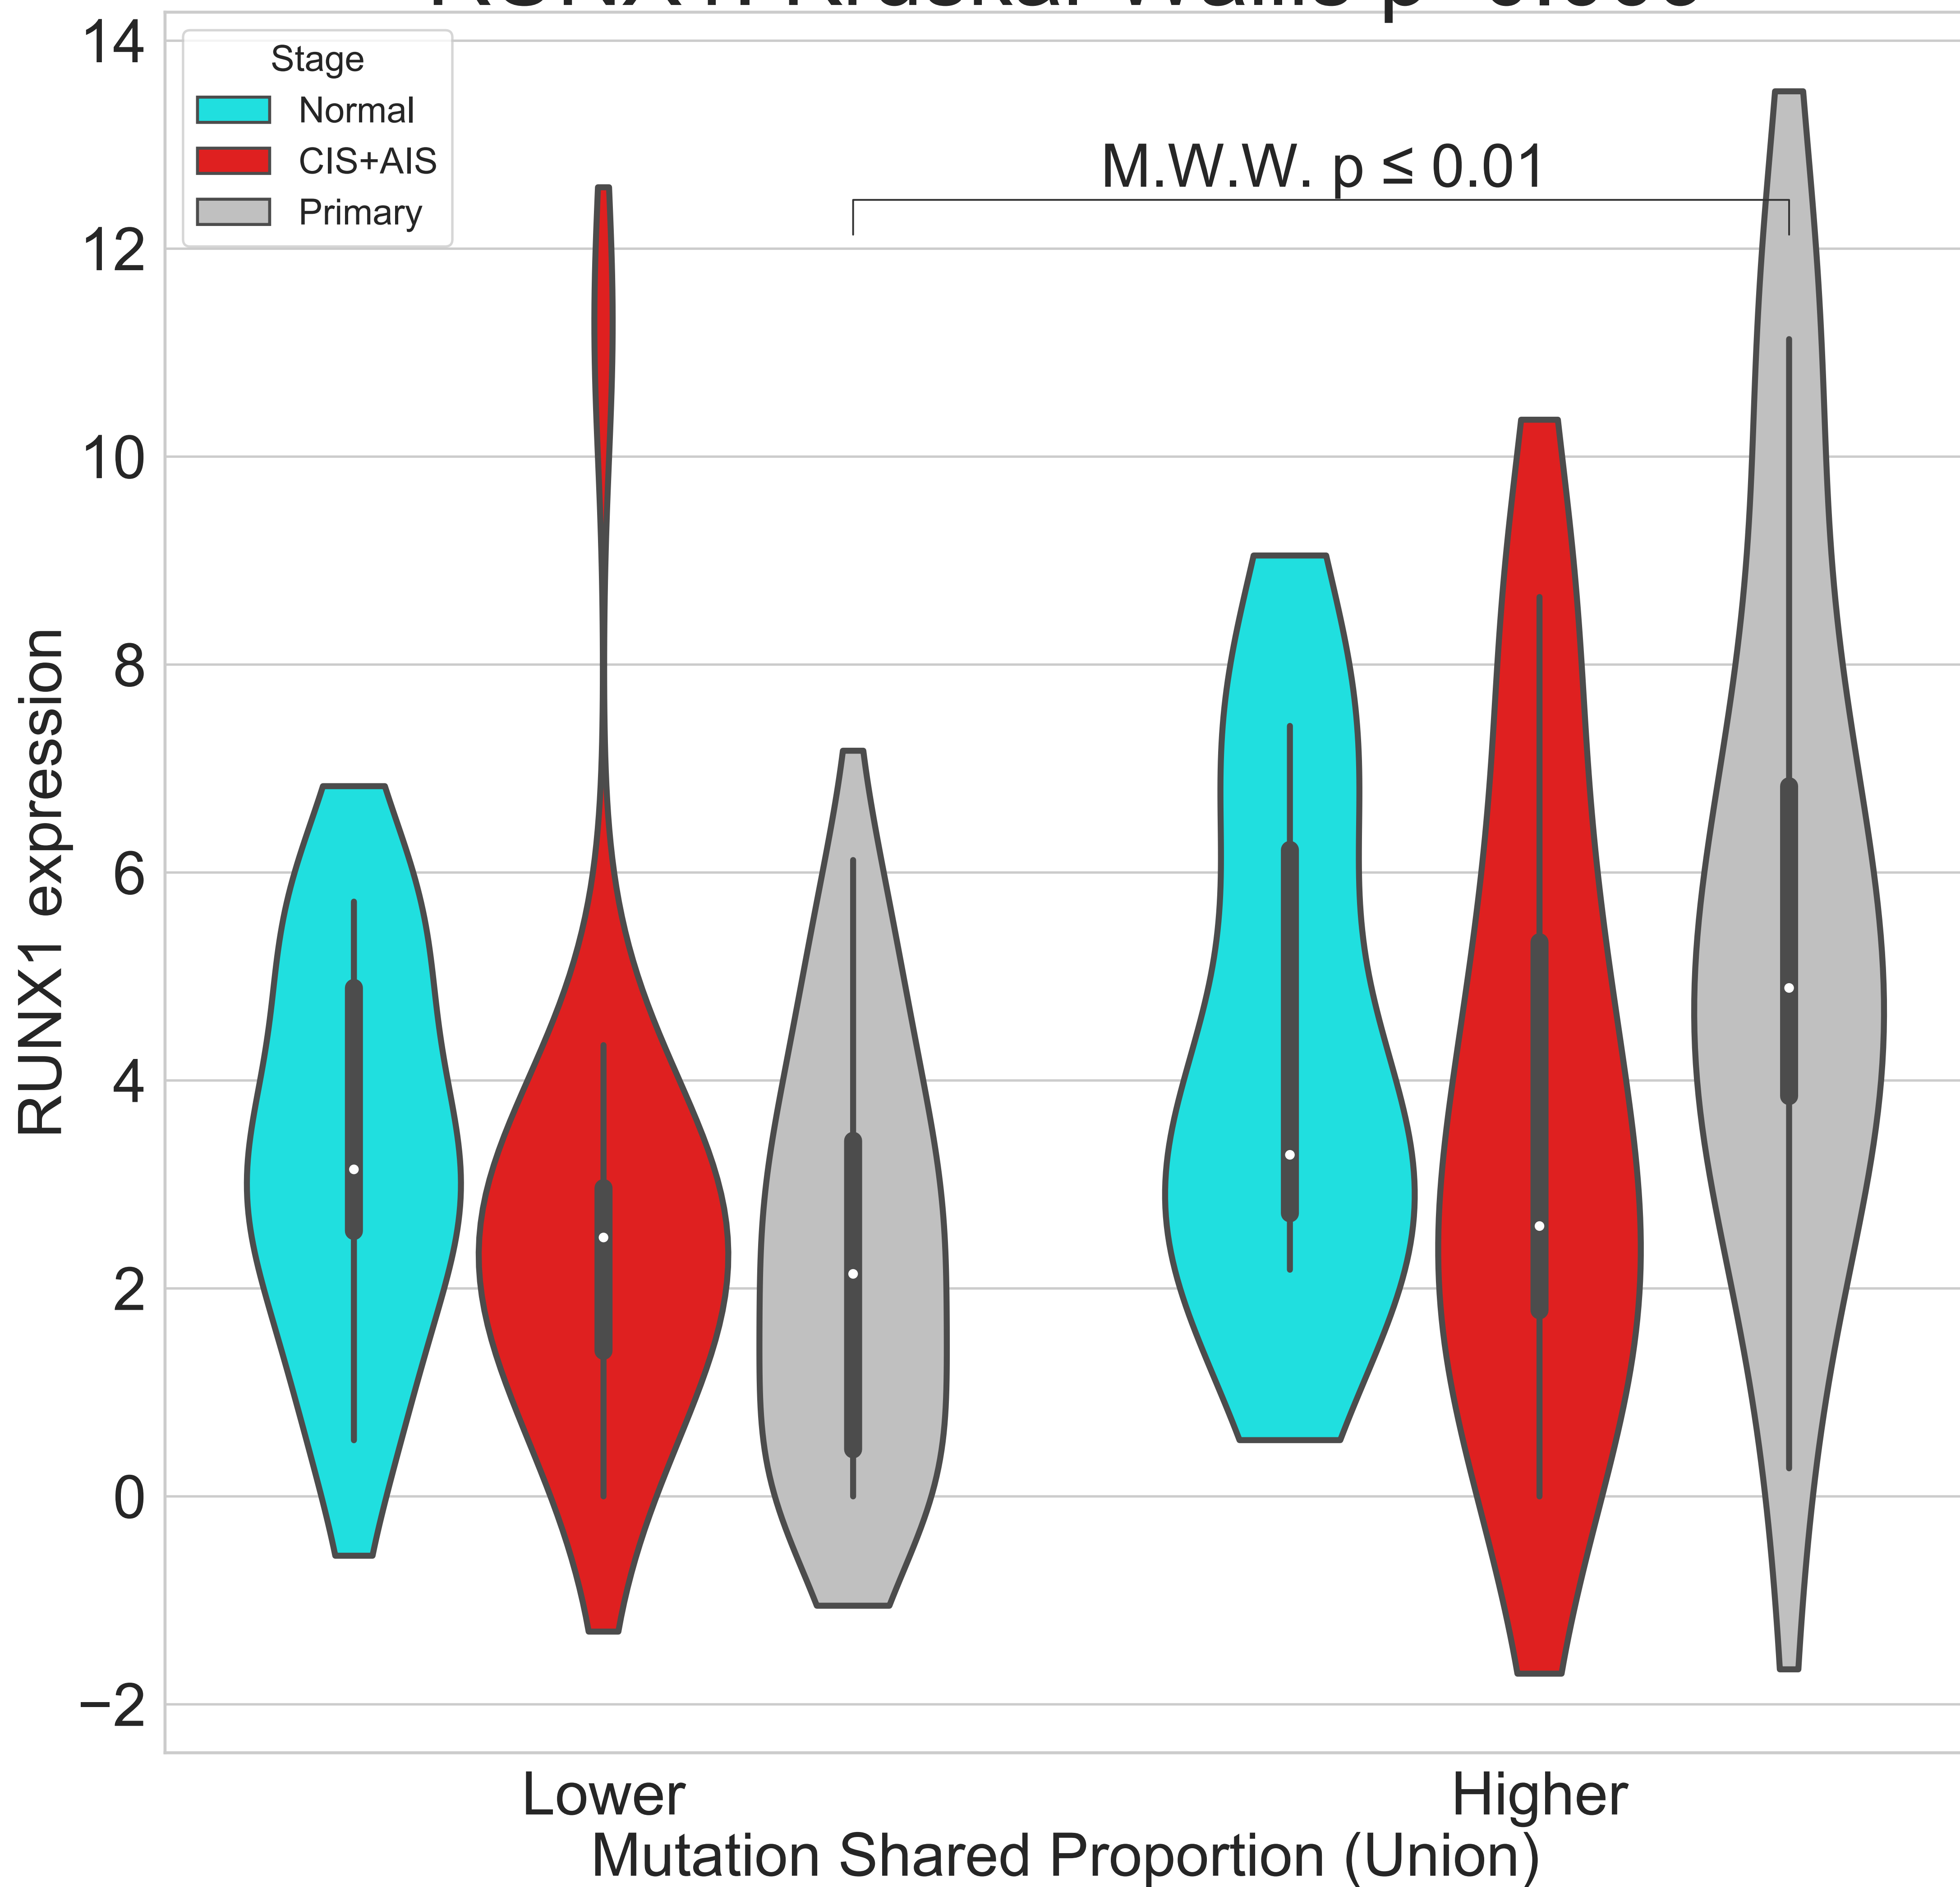 14
Stage
Normal
CIS+AIS
Primary
M.W.W. p ≤ 0.01
12
10
8
6
4
2
0
−2
RUNX1 expression
Lower
Higher
Mutation Shared Proportion (Union)